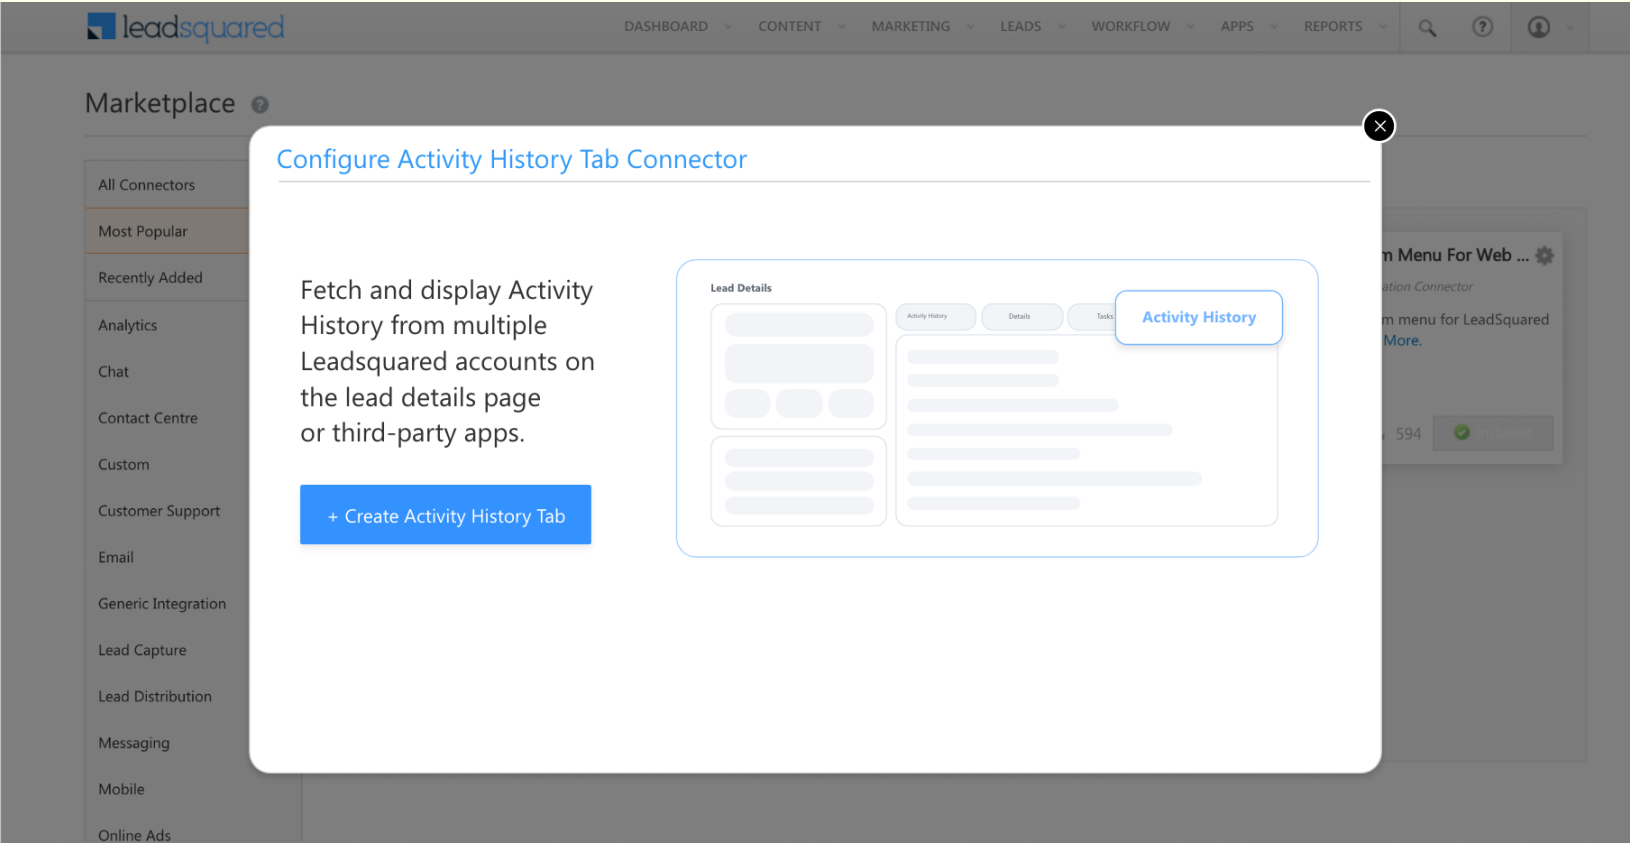 leadsquared
DASHBOARD CONTENT MARKETING LEADS WORKFLOW APPS REPORTS
Marketplace
All Connectors
Most Popular
Recently Added
Analytics
Chat
Contact Centre
Custom
Customer Support
Email
Generic Integration
Lead Capture
Lead Distribution
Messaging
Mobile
Online Ads
Configure Activity History Tab Connector
Fetch and display Activity
History from multiple
Leadsquared accounts on
the lead details page
or third-party apps.
+ Create Activity History Tab
Lead Details
Activity History Details Tasks
Activity History
m Menu For Web ...
ation Connector
m menu for LeadSquared
More.
594 Installed